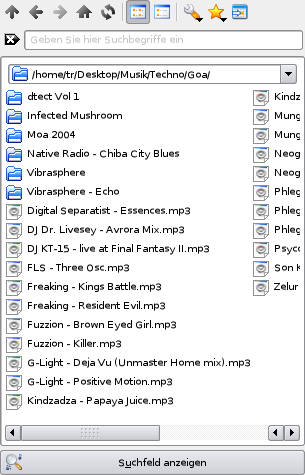 Geben Sie hier Suchbegriffe ein
/home/tr/Desktop/Musik/Techno/Goa/
dtect Vol 1
Infected Mushroom
Moa 2004
Native Radio - Chiba City Blues
Vibrasphere
Vibrasphere - Echo
Digital Separatist - Essences.mp3
DJ Dr. Livesey - Avrora Mix.mp3
DJ KT-15 - live at Final Fantasy II.mp3
FLS - Three Osc.mp3
Freaking - Kings Battle.mp3
Freaking - Resident Evil.mp3
Fuzzion - Brown Eyed Girl.mp3
Fuzzion - Killer.mp3
G-Light - Deja Vu (Unmaster Home mix).mp3
G-Light - Positive Motion.mp3
Kindzadza - Papaya Juice.mp3
Kindz
Mung
Mung
Neog
Neog
Phleg
Phleg
Phleg
Psyco
Son K
Zelur
Suchfeld anzeigen